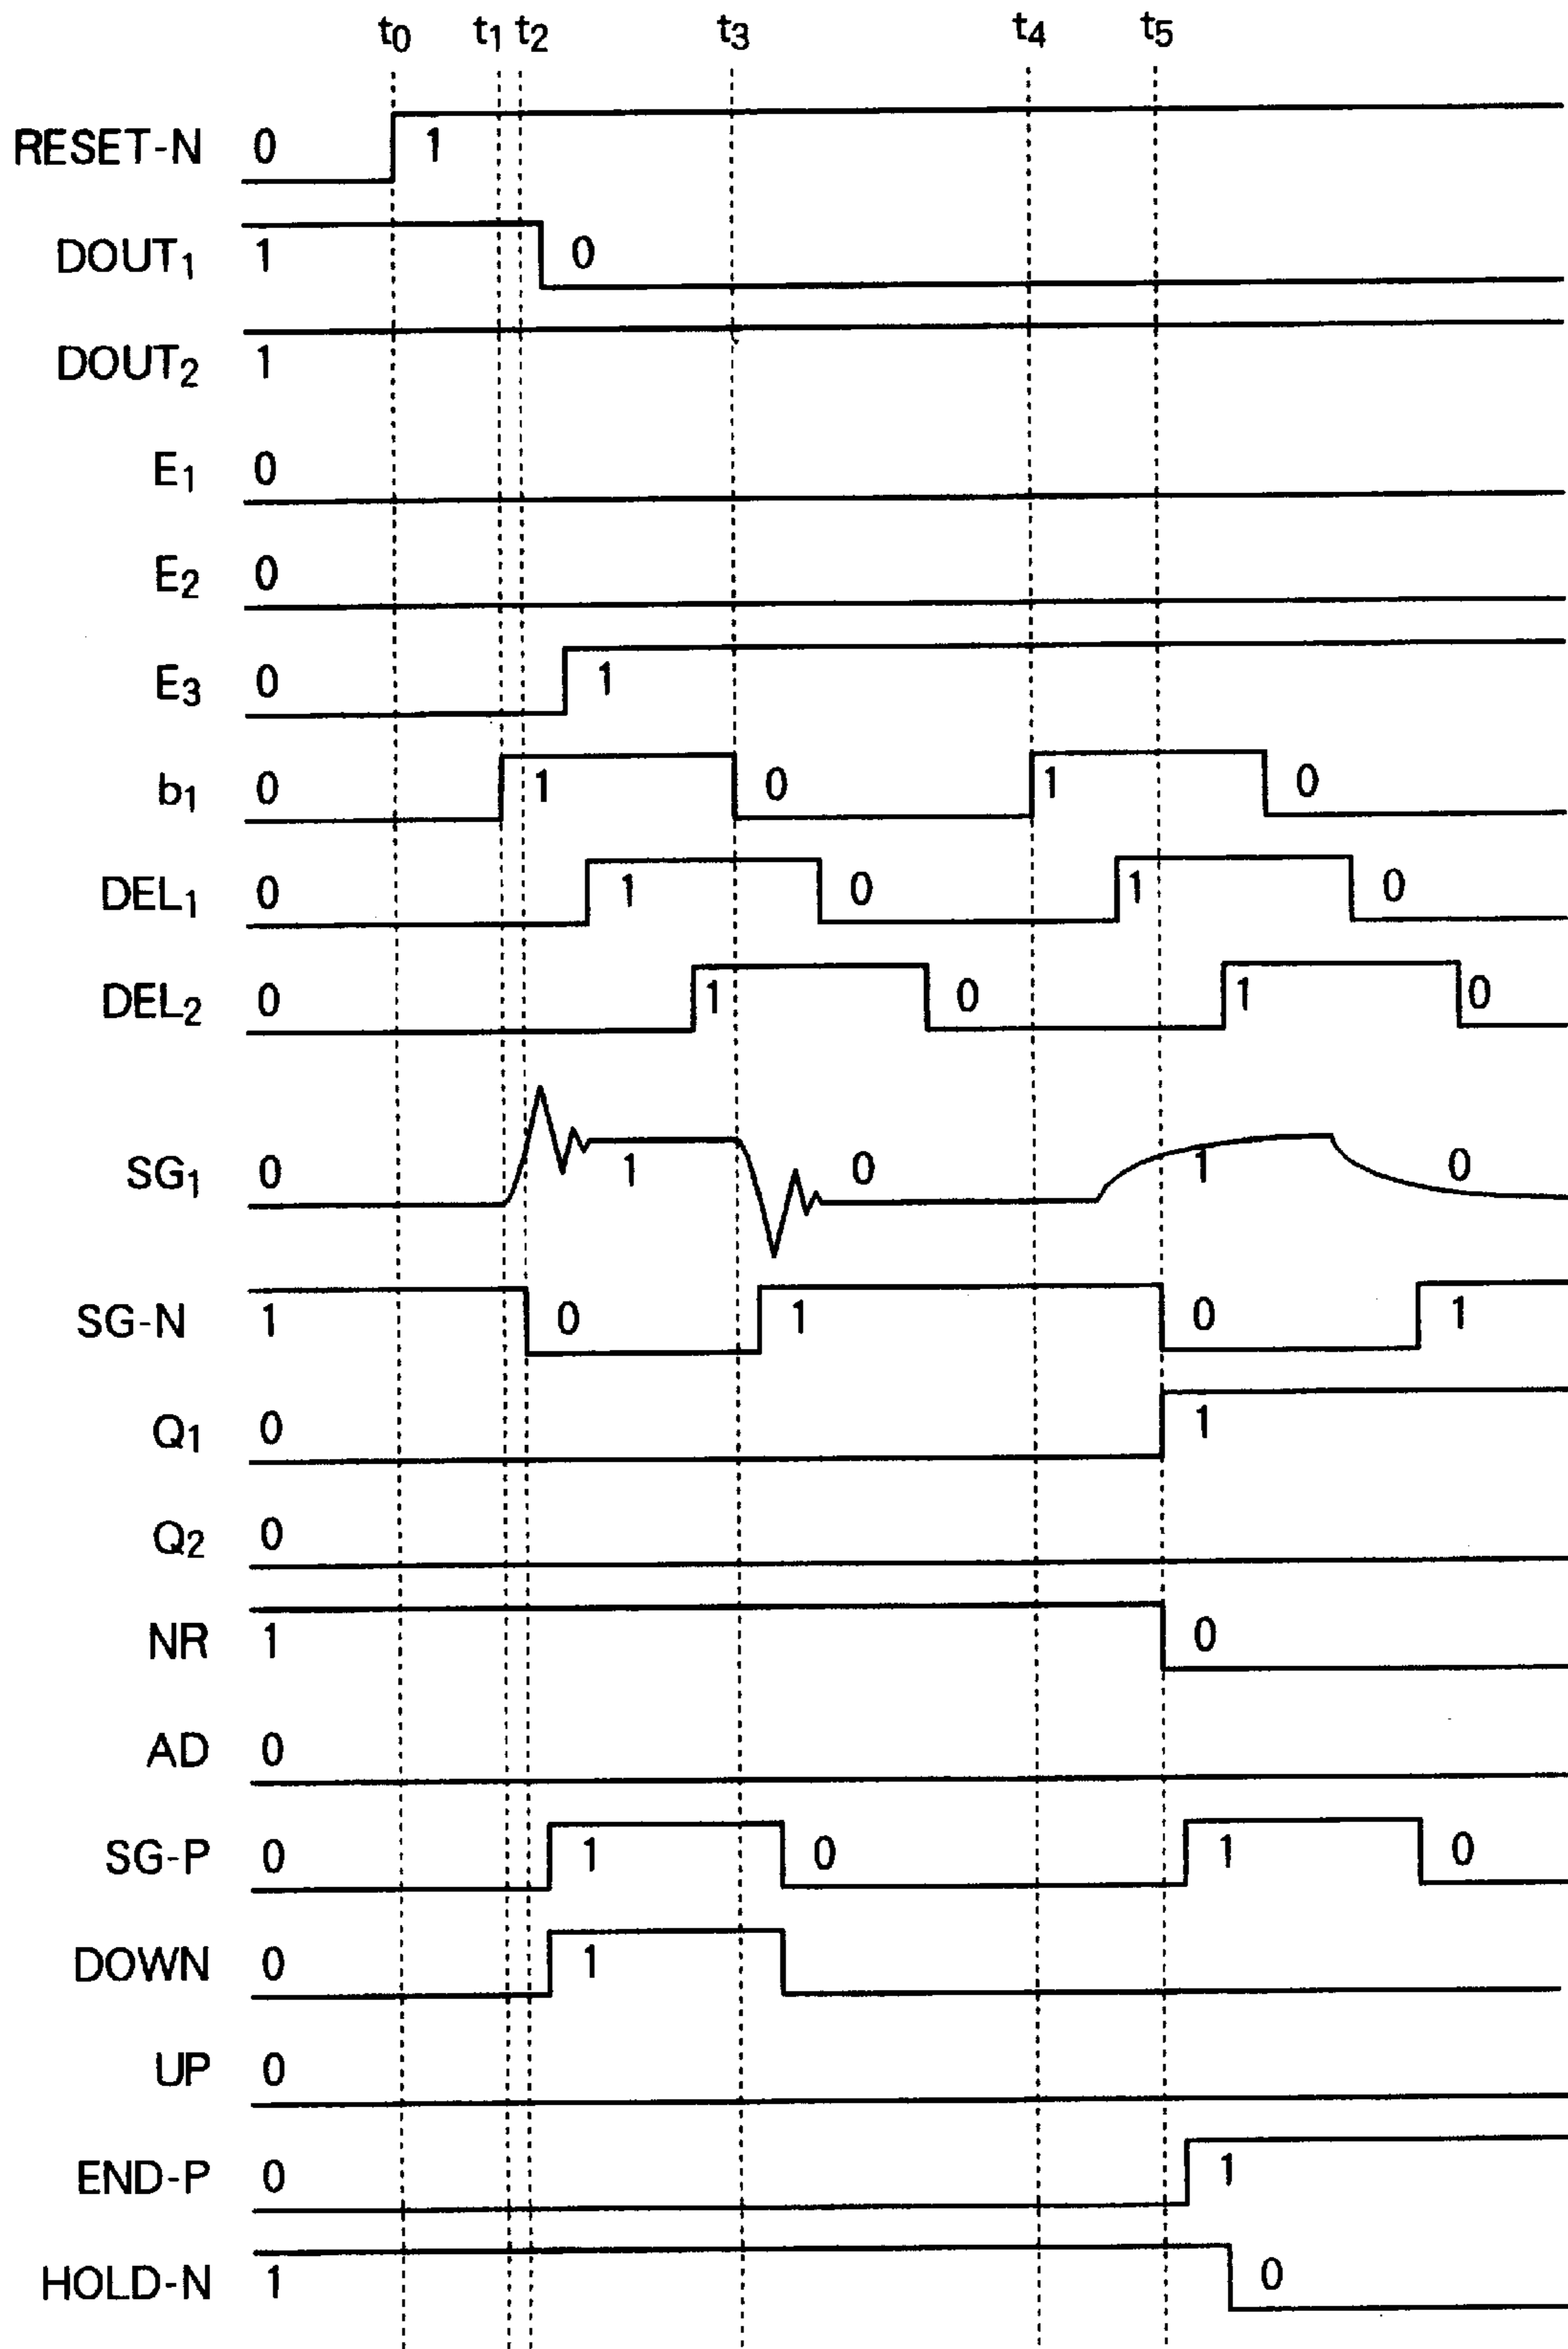 t0 t1 t2 t3 t4 t5
RESET-N 0 1
DOUT1 1 0
DOUT2 1
E1 0
E2 0
E3 0 1
b1 0 1 0 1 0
DEL1 0 1 0 1 0
DEL2 0 1 0 1 0
SG1 0 1 0 1 0
SG-N 1 0 1 0 1
Q1 0 1
Q2 0
NR 1 0
AD 0
SG-P 0 1 0 1 0
DOWN 0 1
UP 0
END-P 0 1
HOLD-N 1 0